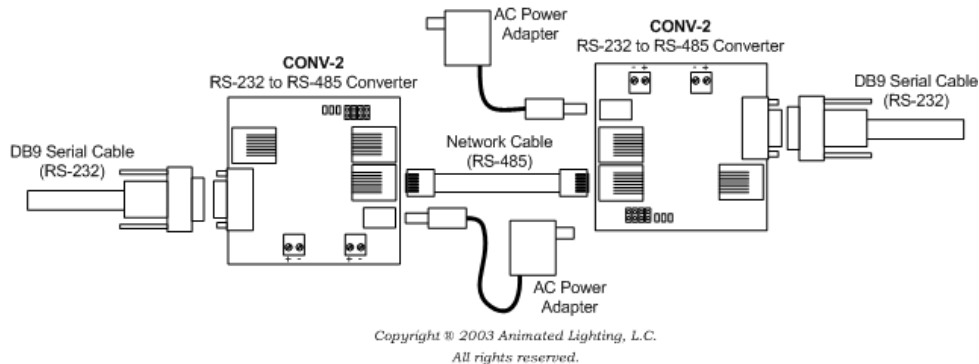 AC Power
Adapter
CONV-2
RS-232 to RS-485 Converter
CONV-2
RS-232 to RS-485 Converter
DB9 Serial Cable
(RS-232)
DB9 Serial Cable
(RS-232)
Network Cable
(RS-485)
AC Power
Adapter
- +
- +
+ -
+ -
Copyright ® 2003 Animated Lighting, L.C.
All rights reserved.